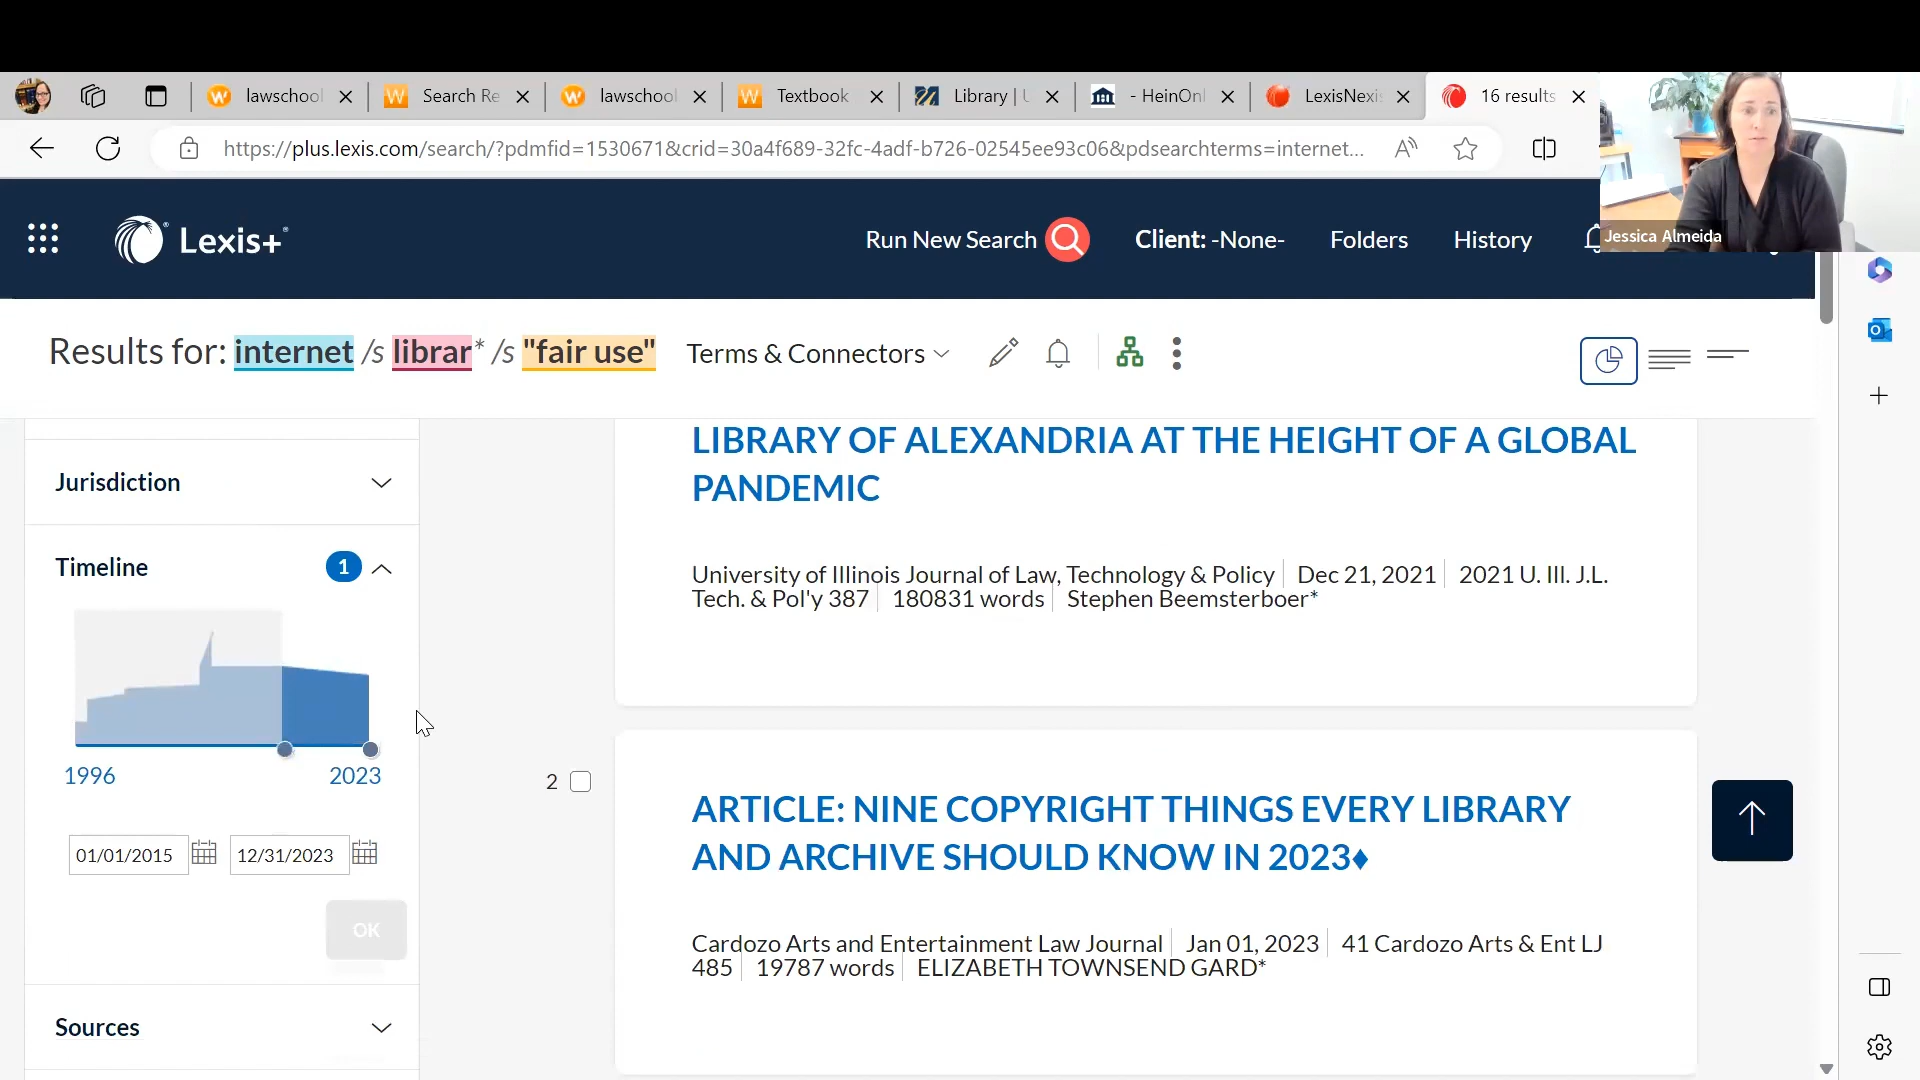 lawschool
Search Re
lawschool
Textbook
Library | U
- HeinOnl
LexisNexis
16 results
https://plus.lexis.com/search/?pdmfid=1530671&crid=30a4f689-32fc-4adf-b726-02545ee93c06&pdsearchterms=internet...
Jessica Almeida
Lexis+
Run New Search
Client: -None-
Folders
History
Results for: internet /s librar* /s "fair use"
Terms & Connectors
Jurisdiction
Timeline
1
1996
2023
01/01/2015
12/31/2023
OK
Sources
LIBRARY OF ALEXANDRIA AT THE HEIGHT OF A GLOBAL
PANDEMIC
University of Illinois Journal of Law, Technology & Policy | Dec 21, 2021 | 2021 U. Ill. J.L.
Tech. & Pol'y 387 | 180831 words | Stephen Beemsterboer*
2
ARTICLE: NINE COPYRIGHT THINGS EVERY LIBRARY
AND ARCHIVE SHOULD KNOW IN 2023♦
Cardozo Arts and Entertainment Law Journal | Jan 01, 2023 | 41 Cardozo Arts & Ent LJ
485 | 19787 words | ELIZABETH TOWNSEND GARD*